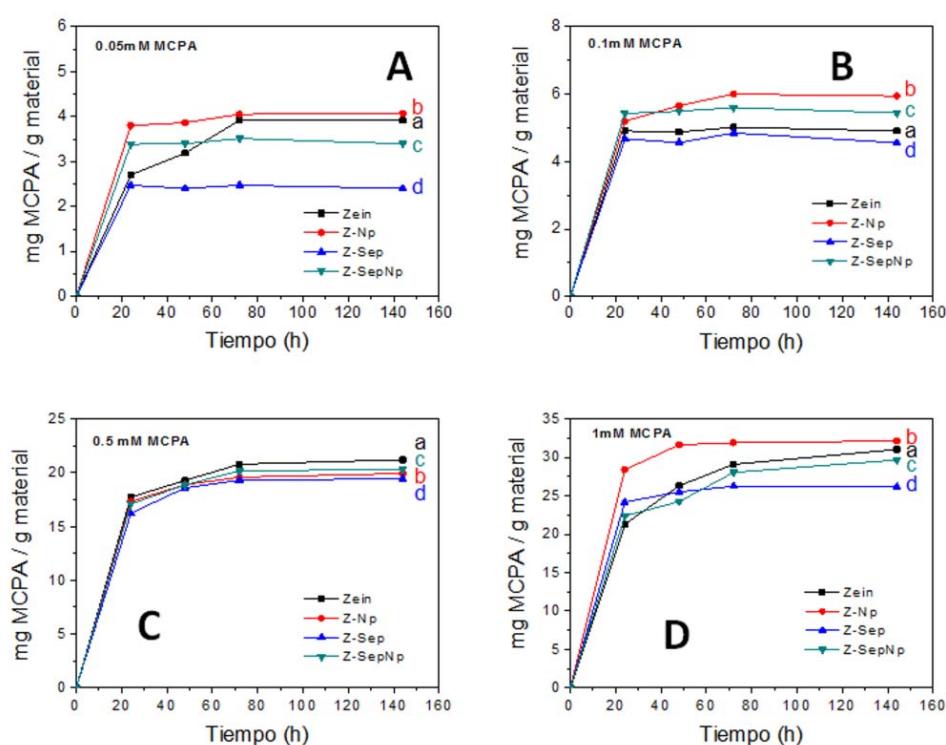 0.05mM MCPA
A
mg MCPA / g material
6
5
4
3
2
1
0
b
a
c
d
Zein
Z-Np
Z-Sep
Z-SepNp
0 20 40 60 80 100 120 140 160
Tiempo (h)
0.1mM MCPA
B
mg MCPA / g material
8
6
4
2
0
b
c
a
d
Zein
Z-Np
Z-Sep
Z-SepNp
0 20 40 60 80 100 120 140 160
Tiempo (h)
0.5 mM MCPA
C
mg MCPA / g material
25
20
15
10
5
0
a
c
b
d
Zein
Z-Np
Z-Sep
Z-SepNp
0 20 40 60 80 100 120 140 160
Tiempo (h)
1mM MCPA
D
mg MCPA / g material
35
30
25
20
15
10
5
0
b
a
c
d
Zein
Z-Np
Z-Sep
Z-SepNp
0 20 40 60 80 100 120 140 160
Tiempo (h)